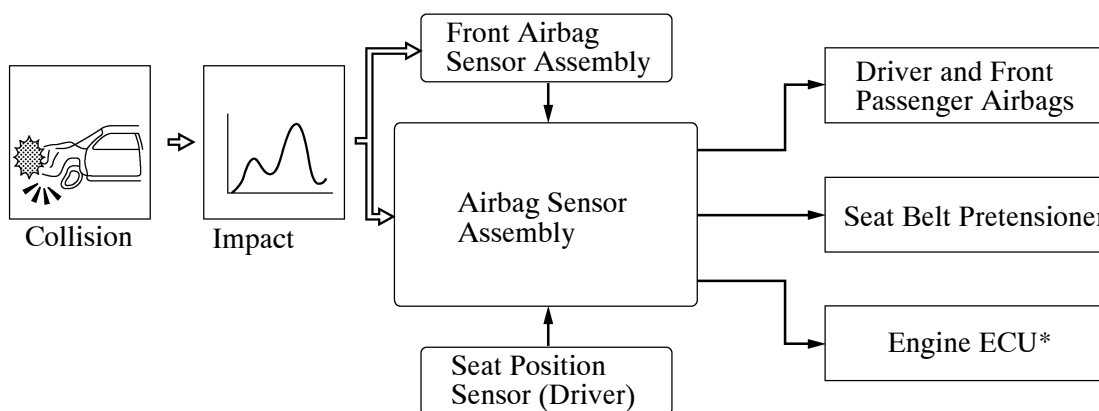 Front Airbag
Sensor Assembly
Driver and Front
Passenger Airbags
Collision
Impact
Airbag Sensor
Assembly
Seat Belt Pretensioner
Seat Position
Sensor (Driver)
Engine ECU*